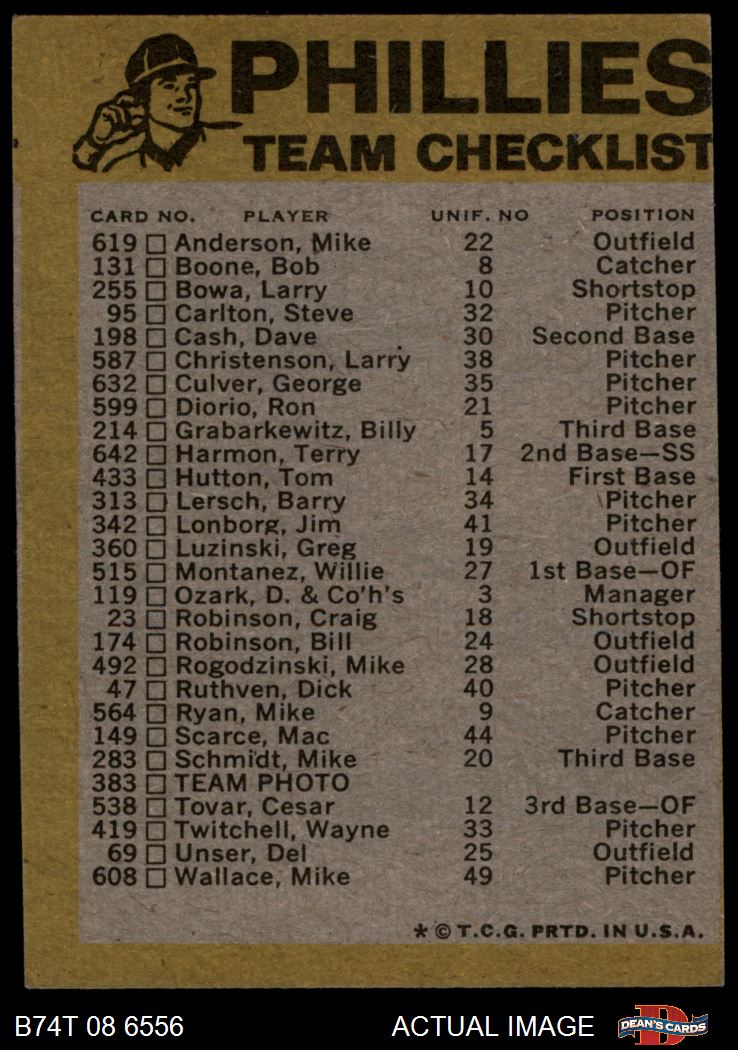 PHILLIES
TEAM CHECKLIST
CARD NO. PLAYER UNIF. NO POSITION
619 Anderson, Mike 22 Outfield
131 Boone, Bob 8 Catcher
255 Bowa, Larry 10 Shortstop
95 Carlton, Steve 32 Pitcher
198 Cash, Dave 30 Second Base
587 Christenson, Larry 38 Pitcher
632 Culver, George 35 Pitcher
599 Diorio, Ron 21 Pitcher
214 Grabarkewitz, Billy 5 Third Base
642 Harmon, Terry 17 2nd Base—SS
433 Hutton, Tom 14 First Base
313 Lersch, Barry 34 Pitcher
342 Lonborg, Jim 41 Pitcher
360 Luzinski, Greg 19 Outfield
515 Montanez, Willie 27 1st Base—OF
119 Ozark, D. & Co'h's 3 Manager
23 Robinson, Craig 18 Shortstop
174 Robinson, Bill 24 Outfield
492 Rogodzinski, Mike 28 Outfield
47 Ruthven, Dick 40 Pitcher
564 Ryan, Mike 9 Catcher
149 Scarce, Mac 44 Pitcher
283 Schmidt, Mike 20 Third Base
383 TEAM PHOTO
538 Tovar, Cesar 12 3rd Base—OF
419 Twitchell, Wayne 33 Pitcher
69 Unser, Del 25 Outfield
608 Wallace, Mike 49 Pitcher
* © T.C.G. PRTD. IN U.S.A.
B74T 08 6556 ACTUAL IMAGE D DEAN'S CARDS